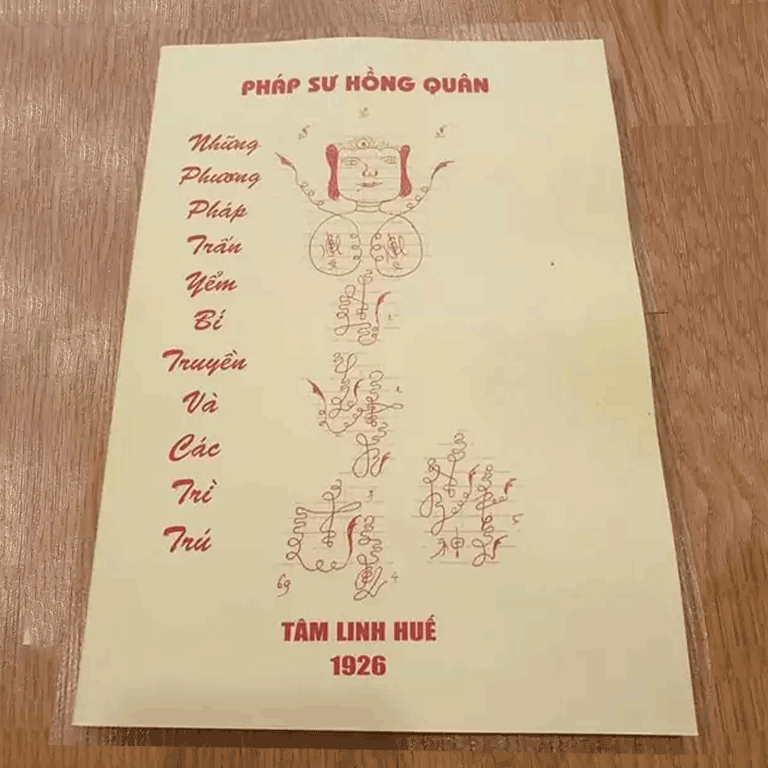 PHÁP SƯ HỒNG QUÂN
Những
Phương
Pháp
Trấn
Yểm
Bí
Truyền
Và
Các
Trì
Trú
神
TÂM LINH HUẾ
1926